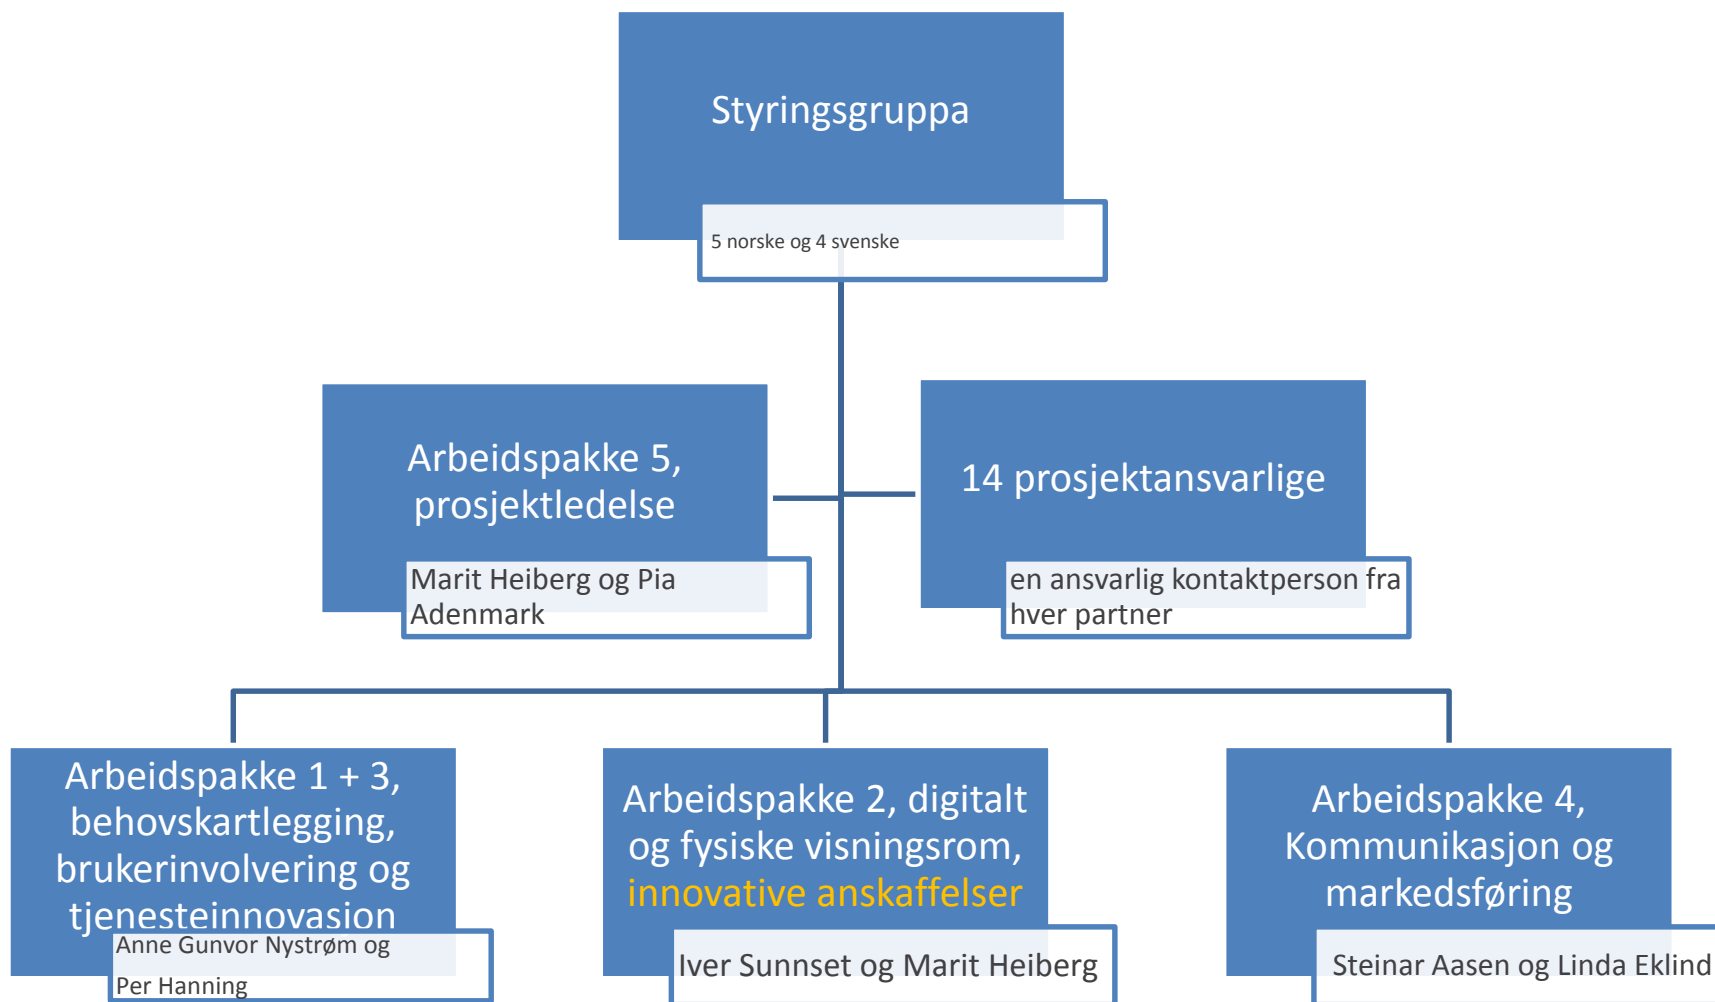 Styringsgruppa
5 norske og 4 svenske
Arbeidspakke 5,
prosjektledelse
Marit Heiberg og Pia
Adenmark
14 prosjektansvarlige
en ansvarlig kontaktperson fra
hver partner
Arbeidspakke 1 + 3,
behovskartlegging,
brukerinvolvering og
tjenesteinnovasion
Anne Gunvor Nystrøm og
Per Hanning
Arbeidspakke 2, digitalt
og fysiske visningsrom,
innovative anskaffelser
Iver Sunnset og Marit Heiberg
Arbeidspakke 4,
Kommunikasjon og
markedsføring
Steinar Aasen og Linda Eklind